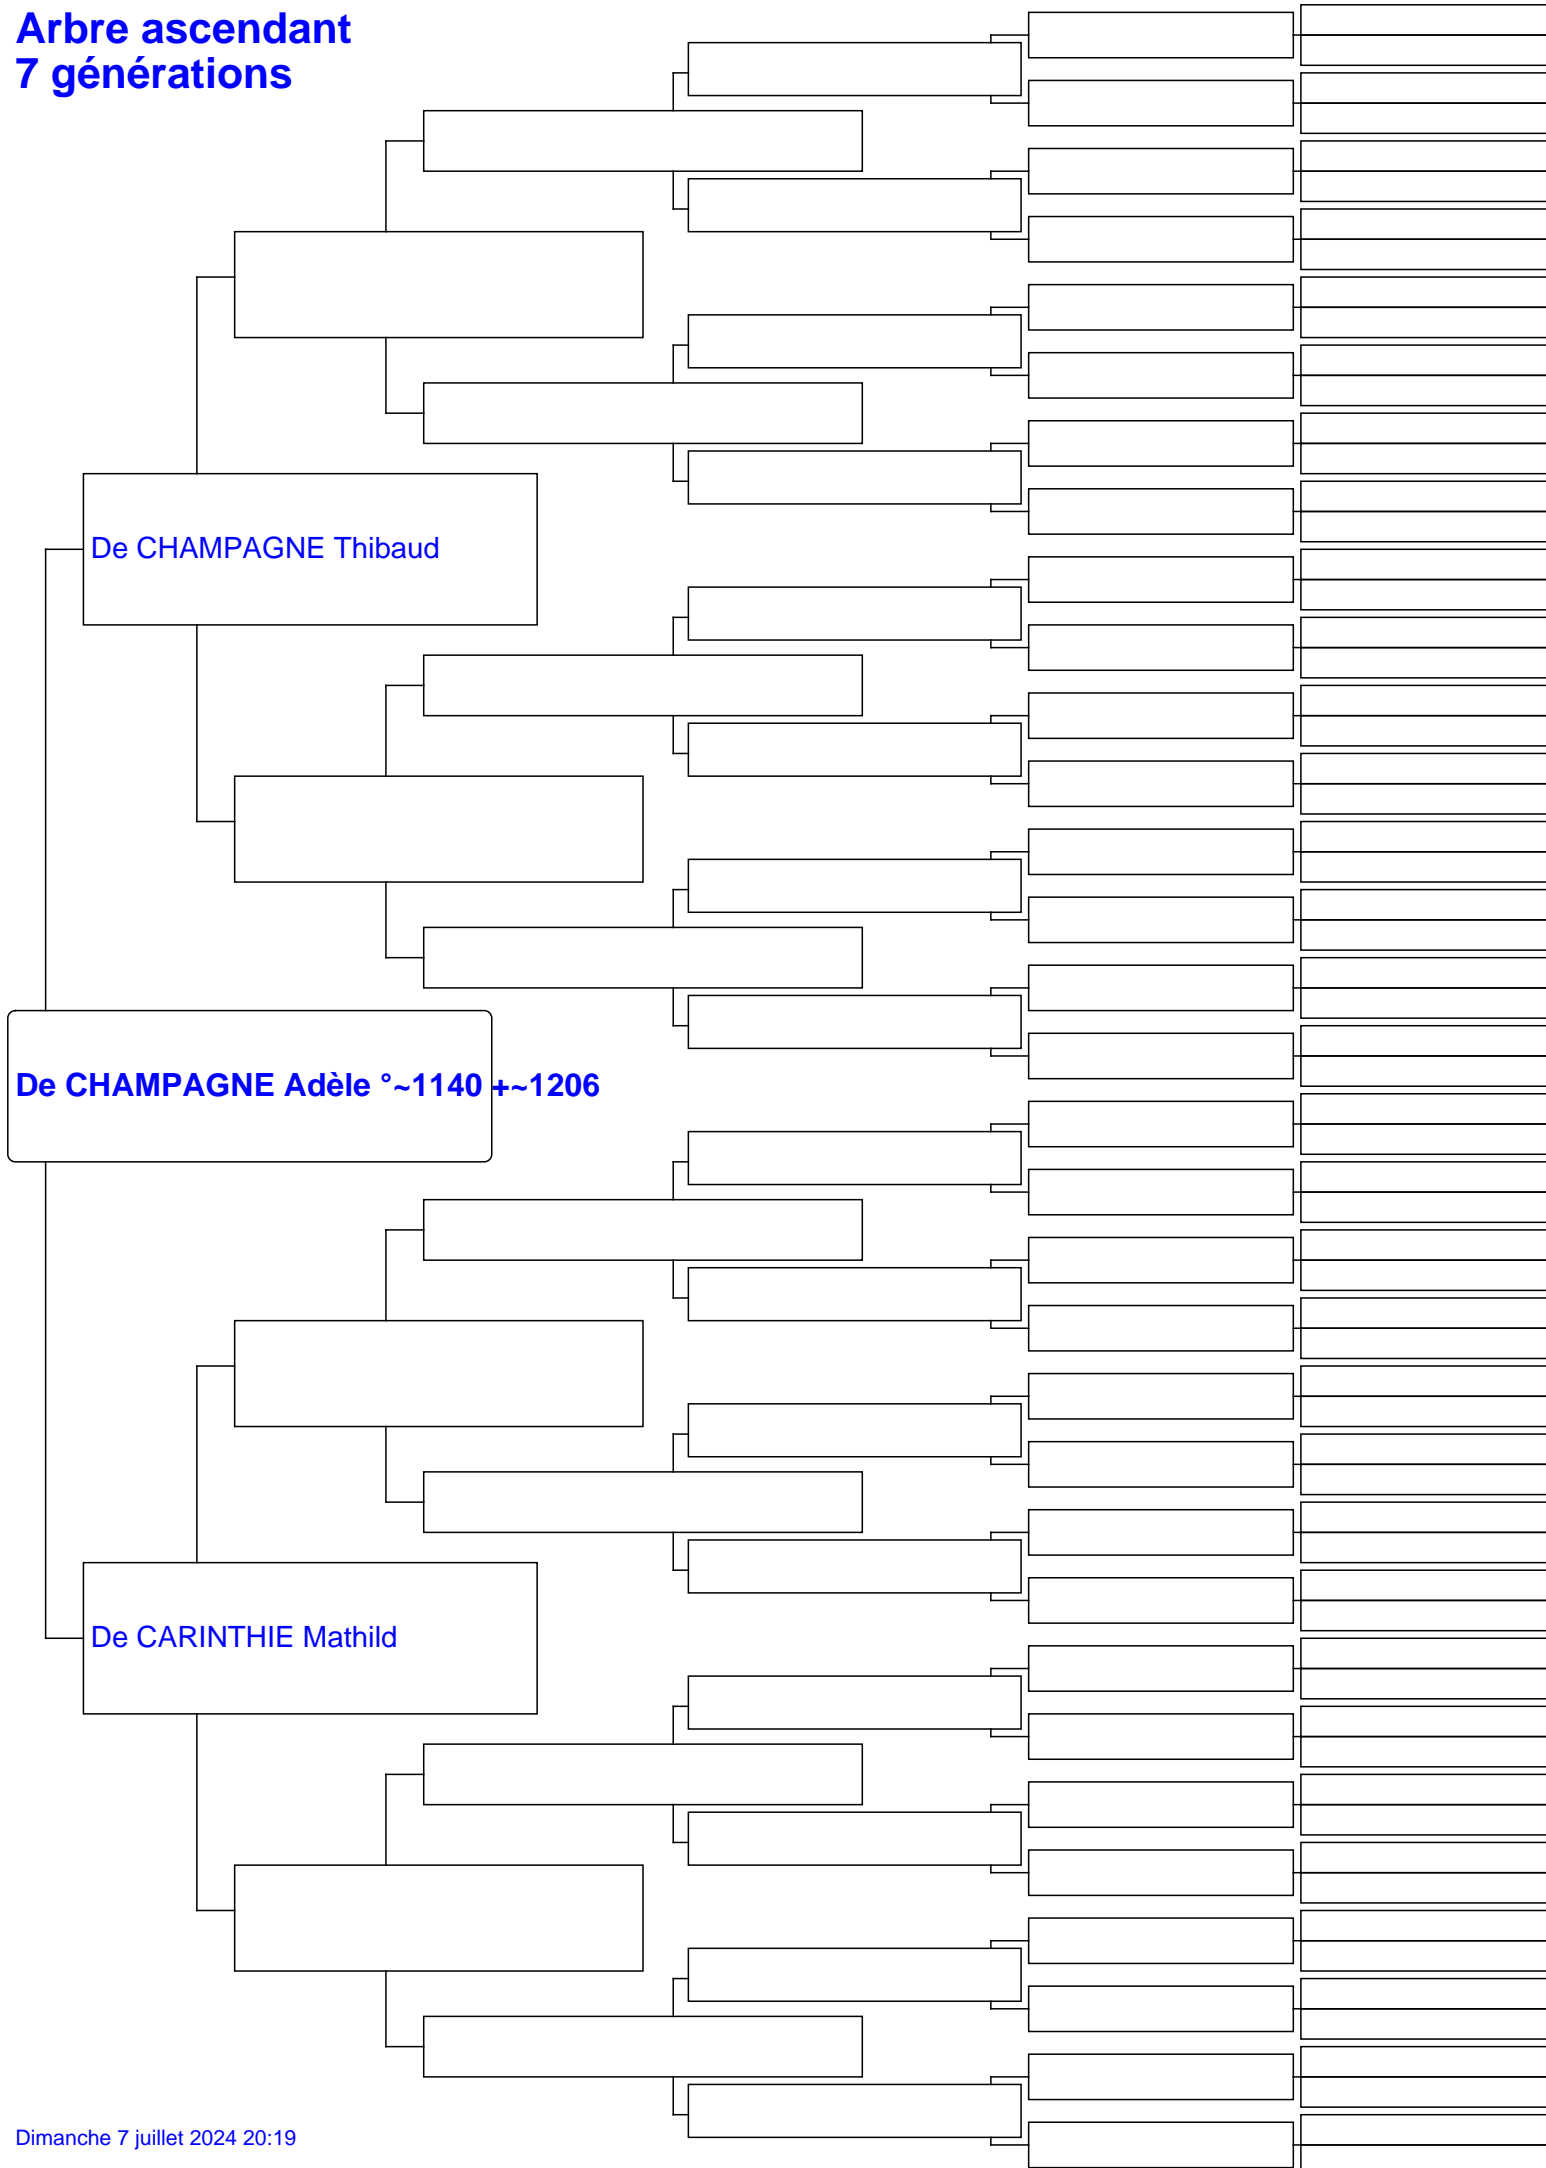 Arbre ascendant
7 générations
De CHAMPAGNE Thibaud
De CHAMPAGNE Adèle °~1140 +~1206
De CARINTHIE Mathild
Dimanche 7 juillet 2024 20:19